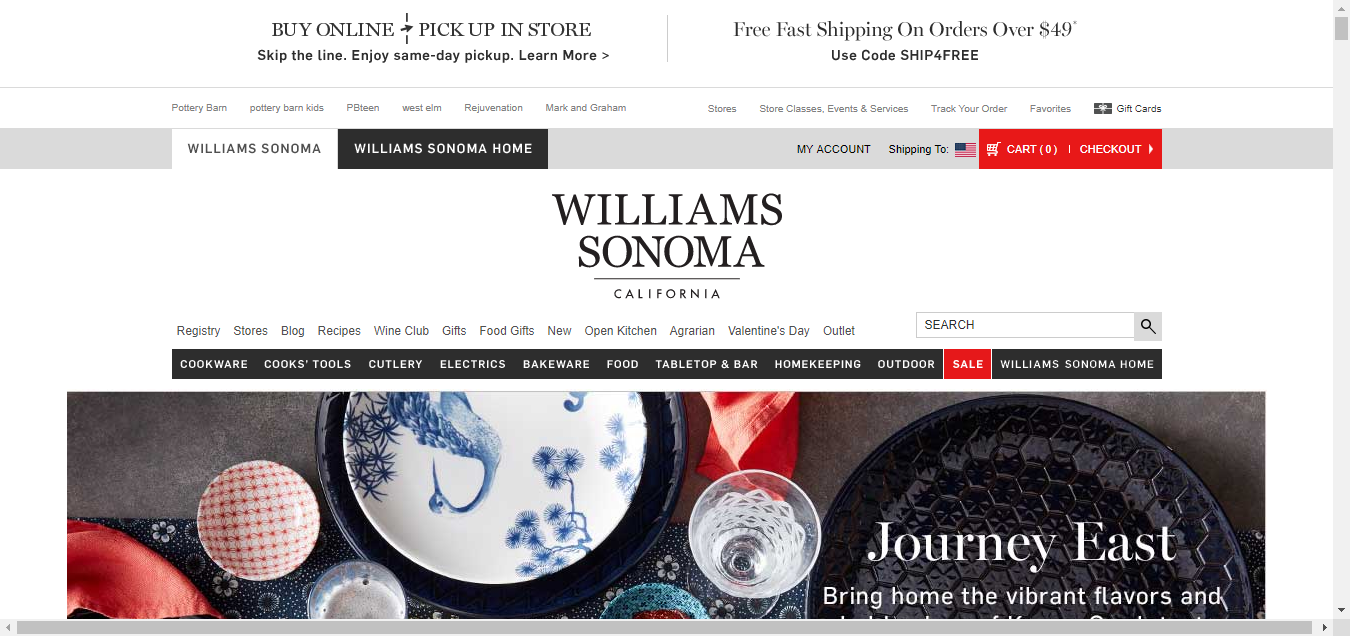 BUY ONLINE PICK UP IN STORE
Skip the line. Enjoy same-day pickup. Learn More >
Free Fast Shipping On Orders Over $49*
Use Code SHIP4FREE
Pottery Barn pottery barn kids PBteen west elm Rejuvenation Mark and Graham Stores Store Classes, Events & Services Track Your Order Favorites Gift Cards
WILLIAMS SONOMA WILLIAMS SONOMA HOME MY ACCOUNT Shipping To: CART ( 0 ) | CHECKOUT
WILLIAMS
SONOMA
CALIFORNIA
Registry Stores Blog Recipes Wine Club Gifts Food Gifts New Open Kitchen Agrarian Valentine's Day Outlet SEARCH
COOKWARE COOKS' TOOLS CUTLERY ELECTRICS BAKEWARE FOOD TABLETOP & BAR HOMEKEEPING OUTDOOR SALE WILLIAMS SONOMA HOME
Journey East
Bring home the vibrant flavors and